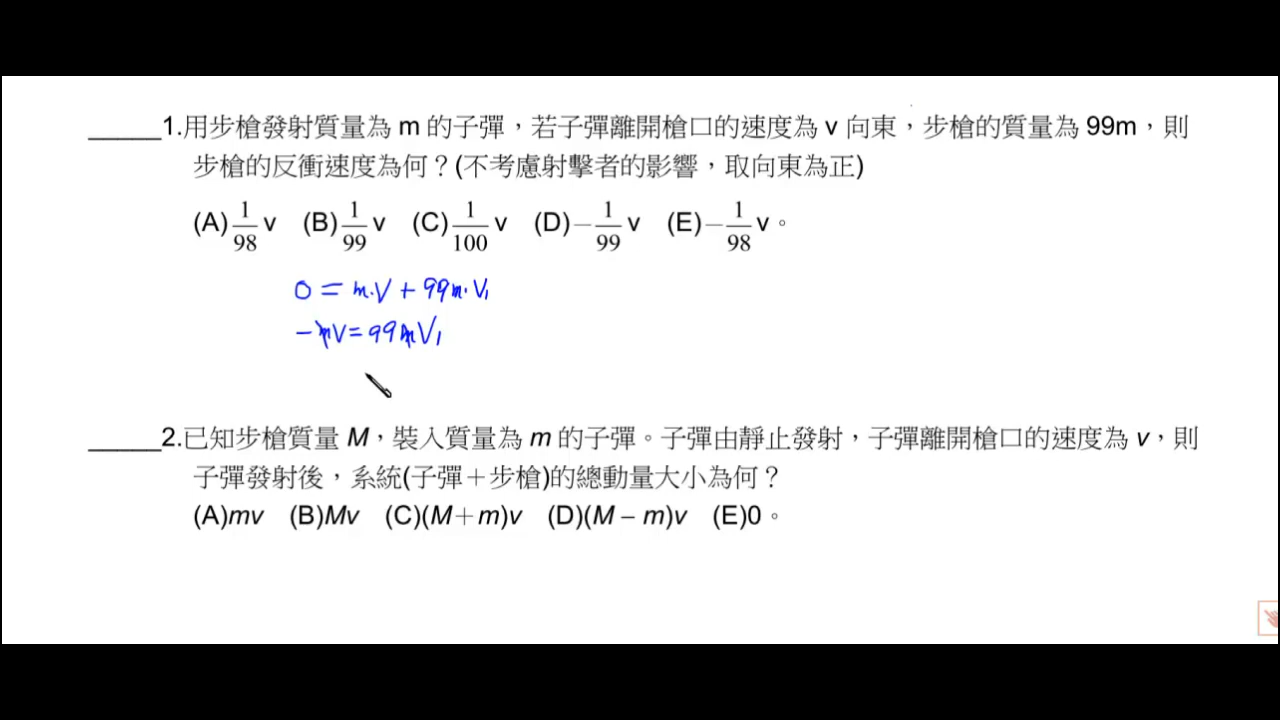 _____1.用步槍發射質量為 m 的子彈，若子彈離開槍口的速度為 v 向東，步槍的質量為 99m，則
步槍的反衝速度為何？(不考慮射擊者的影響，取向東為正)
(A) 1/98 v (B) 1/99 v (C) 1/100 v (D) − 1/99 v (E) − 1/98 v。
0 = m·V + 99m·V₁
−mV = 99mV₁
_____2.已知步槍質量 M，裝入質量為 m 的子彈。子彈由靜止發射，子彈離開槍口的速度為 v，則
子彈發射後，系統(子彈＋步槍)的總動量大小為何？
(A)mv (B)Mv (C)(M＋m)v (D)(M – m)v (E)0。